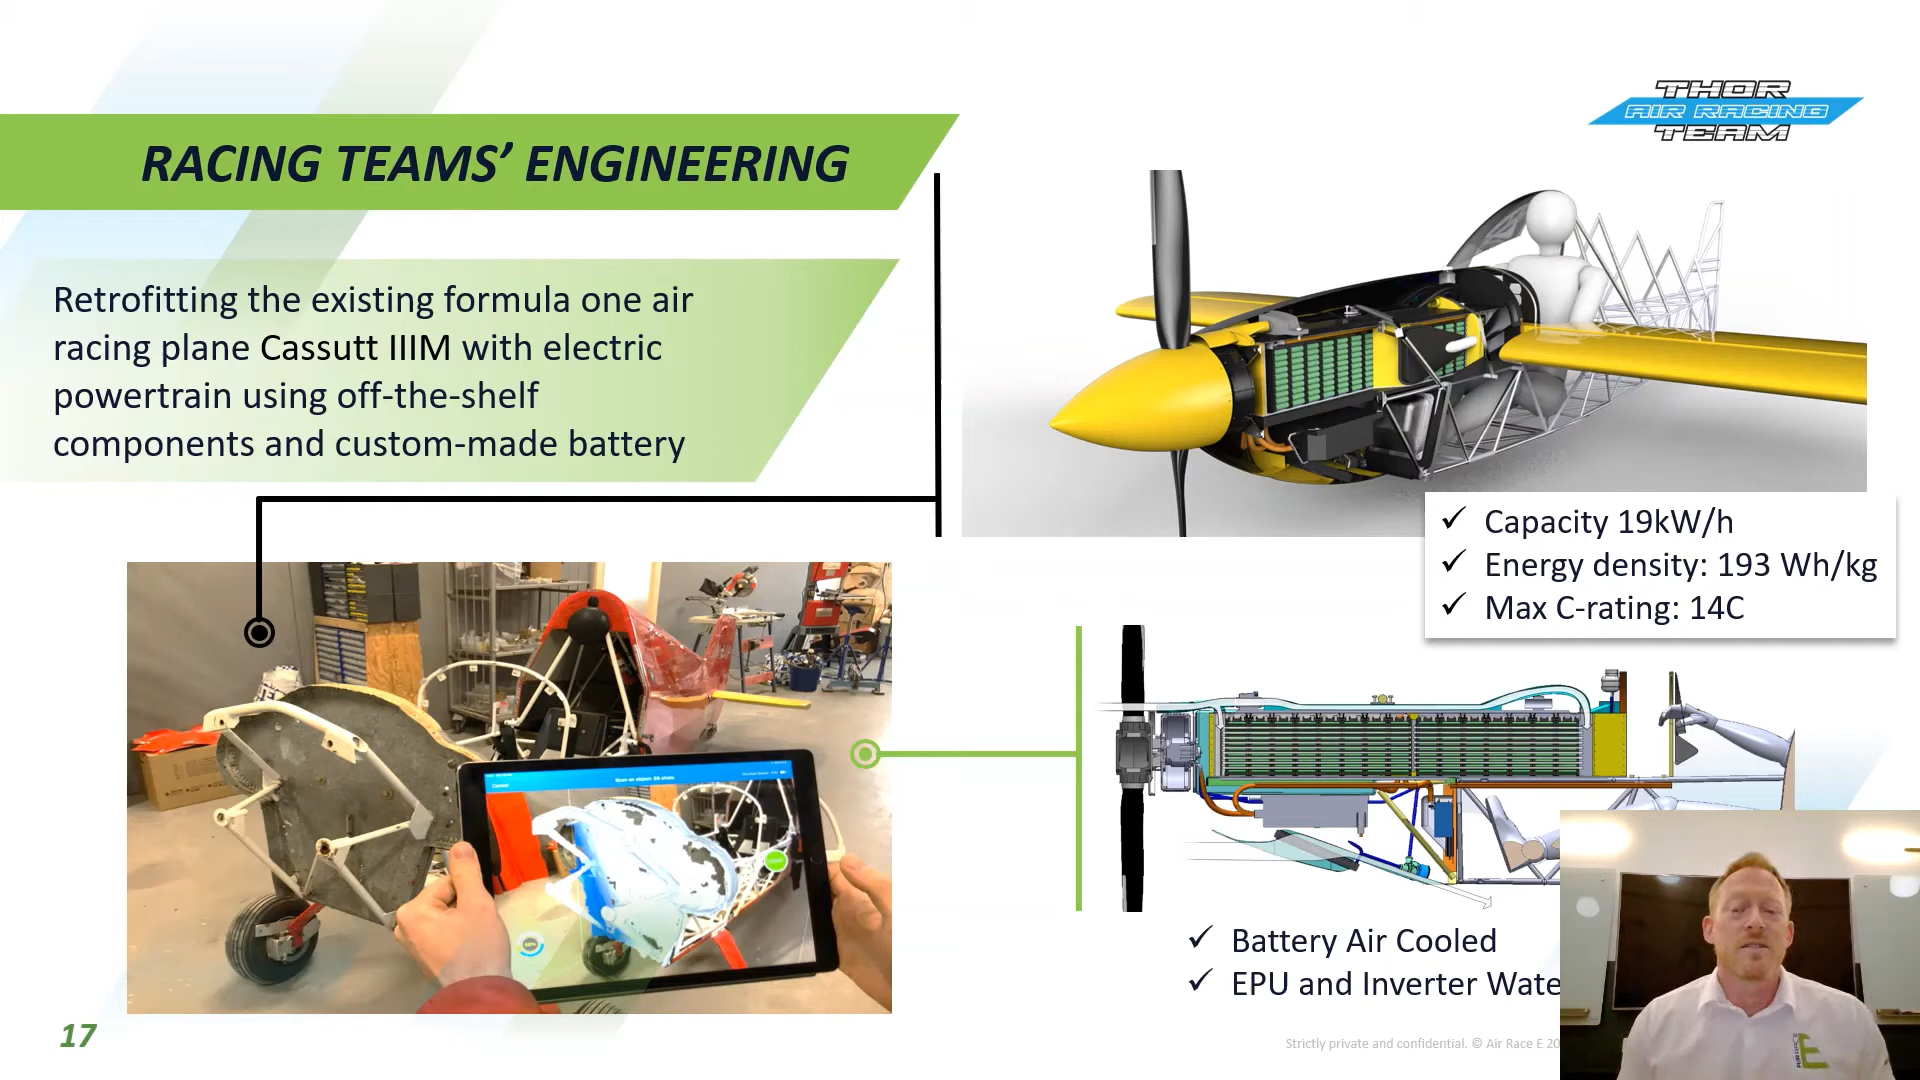 THOR
AIR RACING
TEAM
RACING TEAMS’ ENGINEERING
Retrofitting the existing formula one air
racing plane Cassutt IIIM with electric
powertrain using off-the-shelf
components and custom-made battery
✓ Capacity 19kW/h
✓ Energy density: 193 Wh/kg
✓ Max C-rating: 14C
✓ Battery Air Cooled
✓ EPU and Inverter Wate
17
Strictly private and confidential. © Air Race E 20